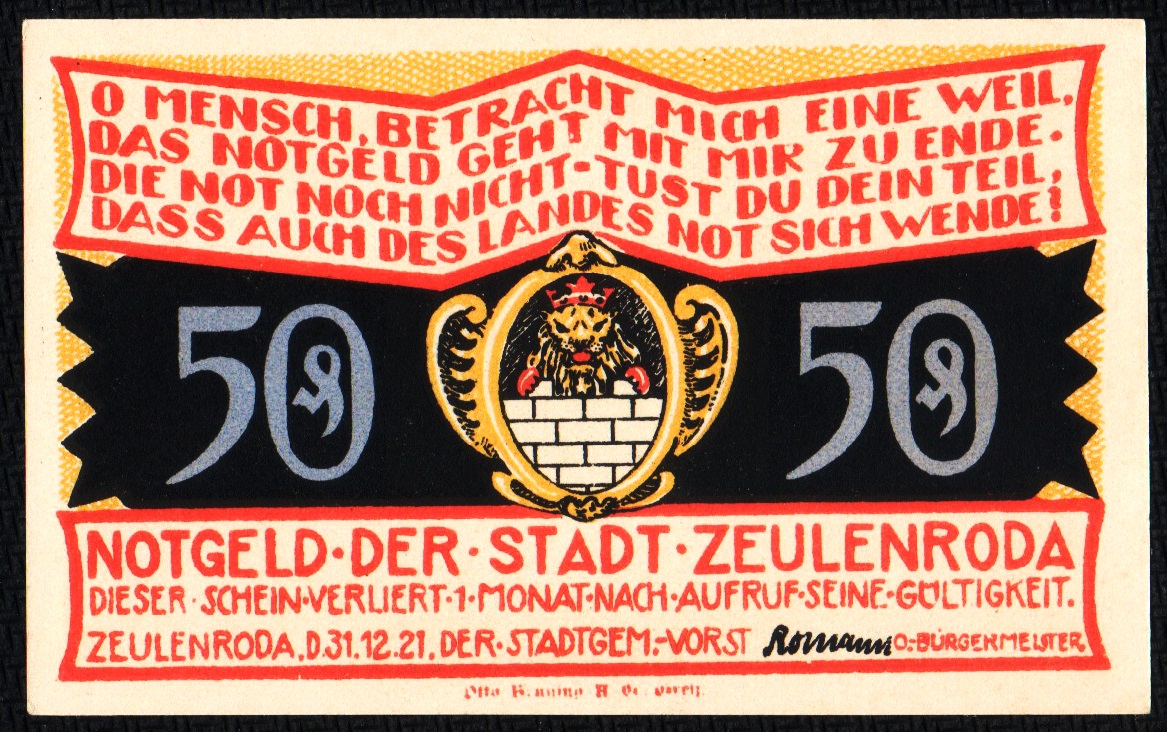 O MENSCH, BETRACHT MICH EINE WEIL,
DAS NOTGELD GEHT MIT MIR ZU ENDE·
DIE NOT NOCH NICHT-TUST DU DEIN TEIL,
DASS AUCH DES LANDES NOT SICH WENDE!
50 ₰ 50 ₰
NOTGELD·DER·STADT·ZEULENRODA
DIESER·SCHEIN·VERLIERT·1·MONAT·NACH·AUFRUF·SEINE·GÜLTIGKEIT.
ZEULENRODA,D.31.12.21, DER·STADTGEM.-VORST Romann O.-BÜRGERMEISTER
Otto